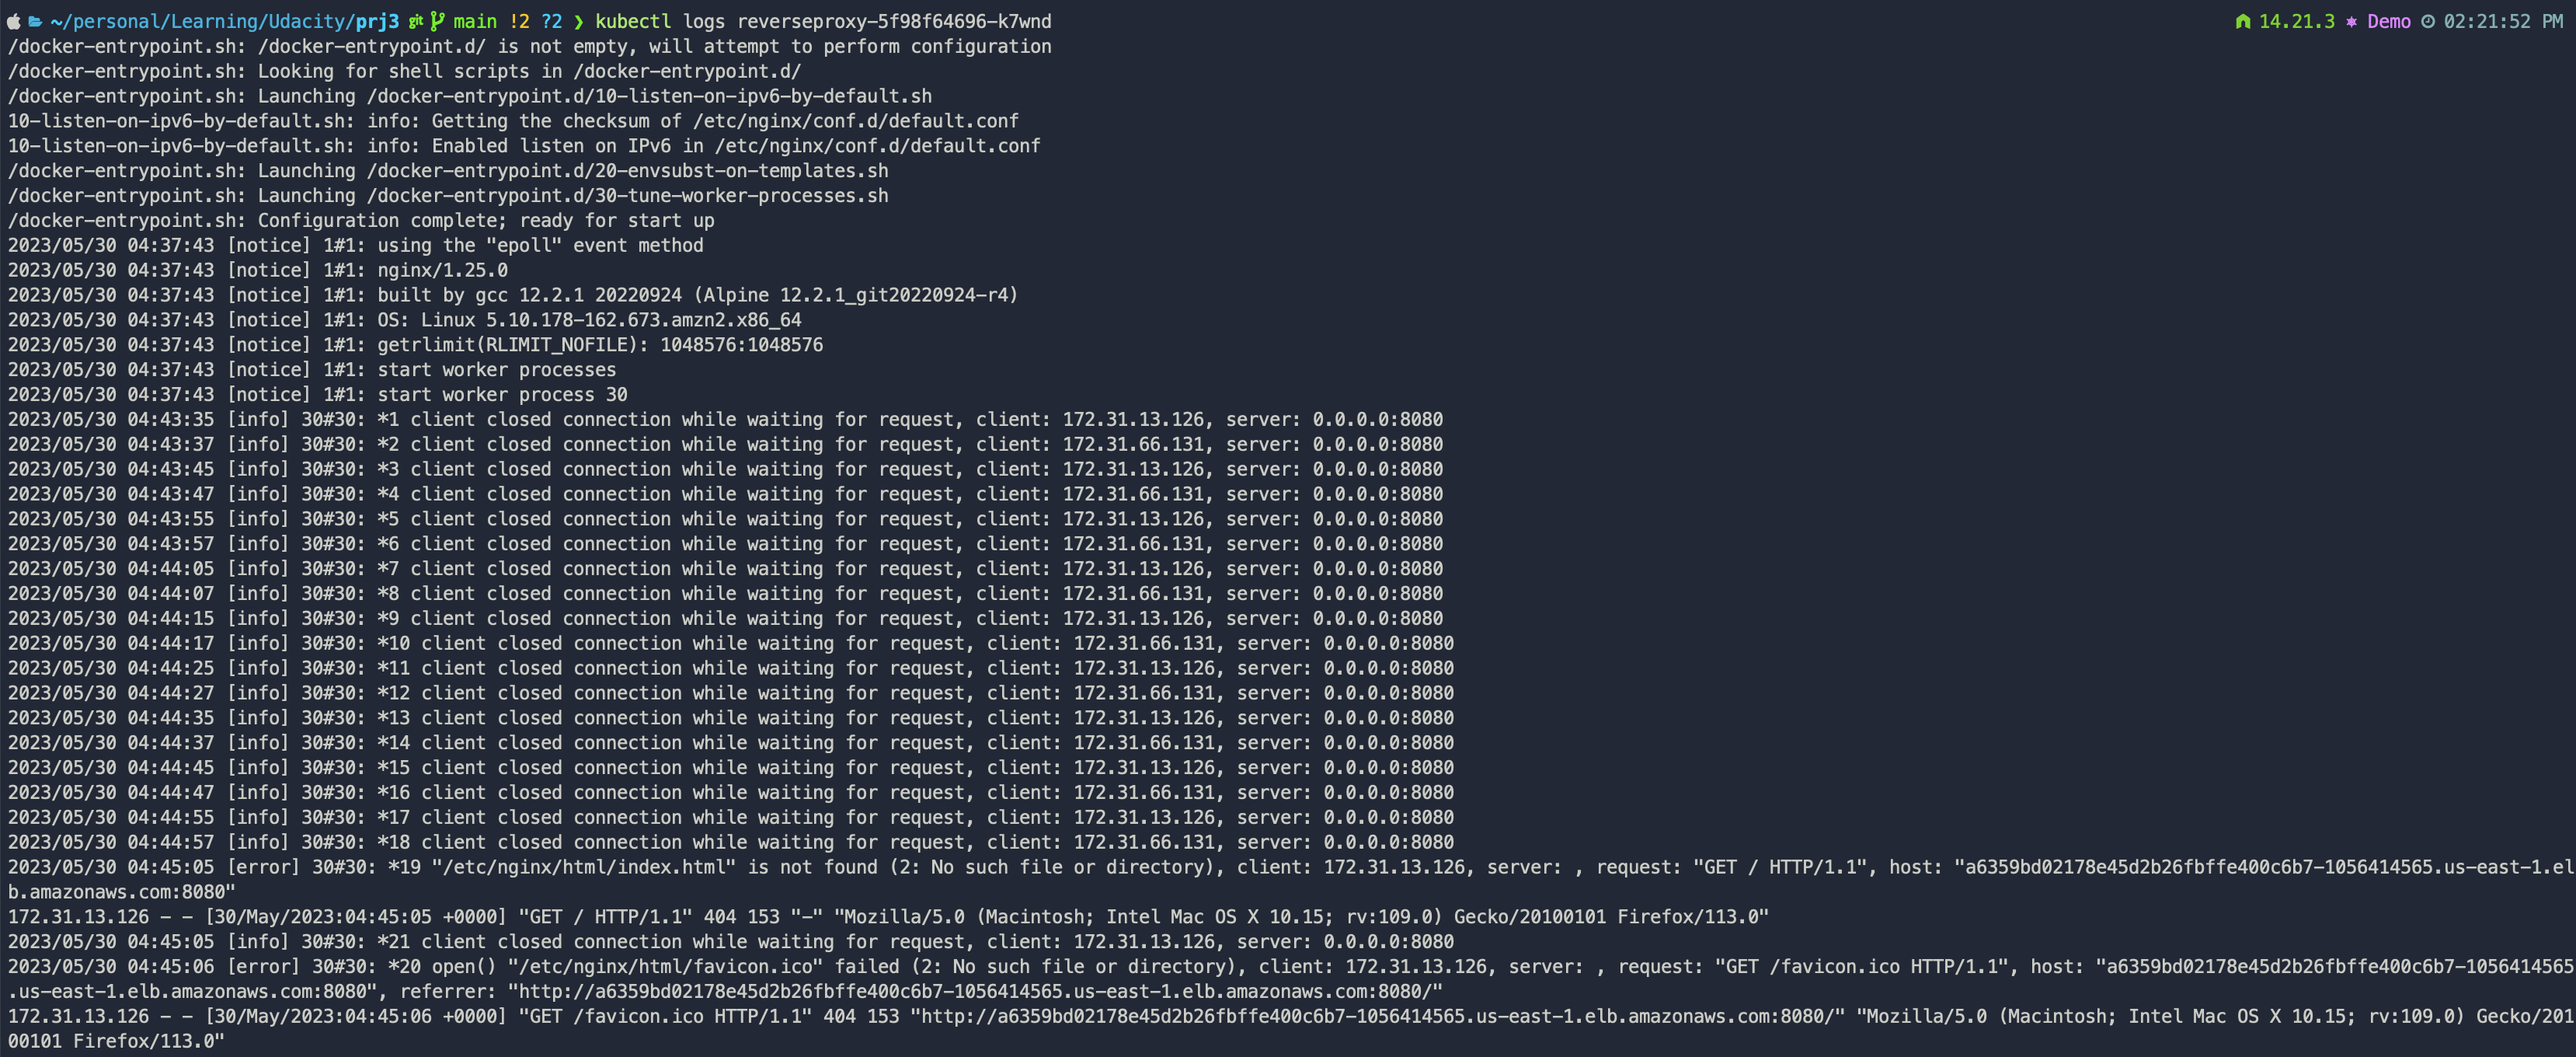 ~/personal/Learning/Udacity/prj3 git main !2 ?2 ❯ kubectl logs reverseproxy-5f98f64696-k7wnd 14.21.3 Demo 02:21:52 PM
/docker-entrypoint.sh: /docker-entrypoint.d/ is not empty, will attempt to perform configuration
/docker-entrypoint.sh: Looking for shell scripts in /docker-entrypoint.d/
/docker-entrypoint.sh: Launching /docker-entrypoint.d/10-listen-on-ipv6-by-default.sh
10-listen-on-ipv6-by-default.sh: info: Getting the checksum of /etc/nginx/conf.d/default.conf
10-listen-on-ipv6-by-default.sh: info: Enabled listen on IPv6 in /etc/nginx/conf.d/default.conf
/docker-entrypoint.sh: Launching /docker-entrypoint.d/20-envsubst-on-templates.sh
/docker-entrypoint.sh: Launching /docker-entrypoint.d/30-tune-worker-processes.sh
/docker-entrypoint.sh: Configuration complete; ready for start up
2023/05/30 04:37:43 [notice] 1#1: using the "epoll" event method
2023/05/30 04:37:43 [notice] 1#1: nginx/1.25.0
2023/05/30 04:37:43 [notice] 1#1: built by gcc 12.2.1 20220924 (Alpine 12.2.1_git20220924-r4)
2023/05/30 04:37:43 [notice] 1#1: OS: Linux 5.10.178-162.673.amzn2.x86_64
2023/05/30 04:37:43 [notice] 1#1: getrlimit(RLIMIT_NOFILE): 1048576:1048576
2023/05/30 04:37:43 [notice] 1#1: start worker processes
2023/05/30 04:37:43 [notice] 1#1: start worker process 30
2023/05/30 04:43:35 [info] 30#30: *1 client closed connection while waiting for request, client: 172.31.13.126, server: 0.0.0.0:8080
2023/05/30 04:43:37 [info] 30#30: *2 client closed connection while waiting for request, client: 172.31.66.131, server: 0.0.0.0:8080
2023/05/30 04:43:45 [info] 30#30: *3 client closed connection while waiting for request, client: 172.31.13.126, server: 0.0.0.0:8080
2023/05/30 04:43:47 [info] 30#30: *4 client closed connection while waiting for request, client: 172.31.66.131, server: 0.0.0.0:8080
2023/05/30 04:43:55 [info] 30#30: *5 client closed connection while waiting for request, client: 172.31.13.126, server: 0.0.0.0:8080
2023/05/30 04:43:57 [info] 30#30: *6 client closed connection while waiting for request, client: 172.31.66.131, server: 0.0.0.0:8080
2023/05/30 04:44:05 [info] 30#30: *7 client closed connection while waiting for request, client: 172.31.13.126, server: 0.0.0.0:8080
2023/05/30 04:44:07 [info] 30#30: *8 client closed connection while waiting for request, client: 172.31.66.131, server: 0.0.0.0:8080
2023/05/30 04:44:15 [info] 30#30: *9 client closed connection while waiting for request, client: 172.31.13.126, server: 0.0.0.0:8080
2023/05/30 04:44:17 [info] 30#30: *10 client closed connection while waiting for request, client: 172.31.66.131, server: 0.0.0.0:8080
2023/05/30 04:44:25 [info] 30#30: *11 client closed connection while waiting for request, client: 172.31.13.126, server: 0.0.0.0:8080
2023/05/30 04:44:27 [info] 30#30: *12 client closed connection while waiting for request, client: 172.31.66.131, server: 0.0.0.0:8080
2023/05/30 04:44:35 [info] 30#30: *13 client closed connection while waiting for request, client: 172.31.13.126, server: 0.0.0.0:8080
2023/05/30 04:44:37 [info] 30#30: *14 client closed connection while waiting for request, client: 172.31.66.131, server: 0.0.0.0:8080
2023/05/30 04:44:45 [info] 30#30: *15 client closed connection while waiting for request, client: 172.31.13.126, server: 0.0.0.0:8080
2023/05/30 04:44:47 [info] 30#30: *16 client closed connection while waiting for request, client: 172.31.66.131, server: 0.0.0.0:8080
2023/05/30 04:44:55 [info] 30#30: *17 client closed connection while waiting for request, client: 172.31.13.126, server: 0.0.0.0:8080
2023/05/30 04:44:57 [info] 30#30: *18 client closed connection while waiting for request, client: 172.31.66.131, server: 0.0.0.0:8080
2023/05/30 04:45:05 [error] 30#30: *19 "/etc/nginx/html/index.html" is not found (2: No such file or directory), client: 172.31.13.126, server: , request: "GET / HTTP/1.1", host: "a6359bd02178e45d2b26fbffe400c6b7-1056414565.us-east-1.el
b.amazonaws.com:8080"
172.31.13.126 - - [30/May/2023:04:45:05 +0000] "GET / HTTP/1.1" 404 153 "-" "Mozilla/5.0 (Macintosh; Intel Mac OS X 10.15; rv:109.0) Gecko/20100101 Firefox/113.0"
2023/05/30 04:45:05 [info] 30#30: *21 client closed connection while waiting for request, client: 172.31.13.126, server: 0.0.0.0:8080
2023/05/30 04:45:06 [error] 30#30: *20 open() "/etc/nginx/html/favicon.ico" failed (2: No such file or directory), client: 172.31.13.126, server: , request: "GET /favicon.ico HTTP/1.1", host: "a6359bd02178e45d2b26fbffe400c6b7-1056414565
.us-east-1.elb.amazonaws.com:8080", referrer: "http://a6359bd02178e45d2b26fbffe400c6b7-1056414565.us-east-1.elb.amazonaws.com:8080/"
172.31.13.126 - - [30/May/2023:04:45:06 +0000] "GET /favicon.ico HTTP/1.1" 404 153 "http://a6359bd02178e45d2b26fbffe400c6b7-1056414565.us-east-1.elb.amazonaws.com:8080/" "Mozilla/5.0 (Macintosh; Intel Mac OS X 10.15; rv:109.0) Gecko/201
00101 Firefox/113.0"